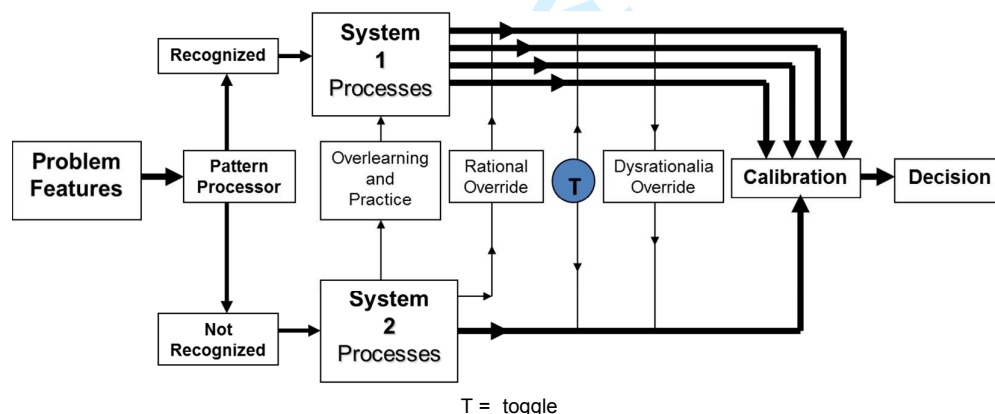 Problem
Features
Pattern
Processor
Recognized
Not
Recognized
System
1
Processes
Overlearning
and
Practice
System
2
Processes
Rational
Override
T
Dysrationalia
Override
Calibration
Decision
T = toggle